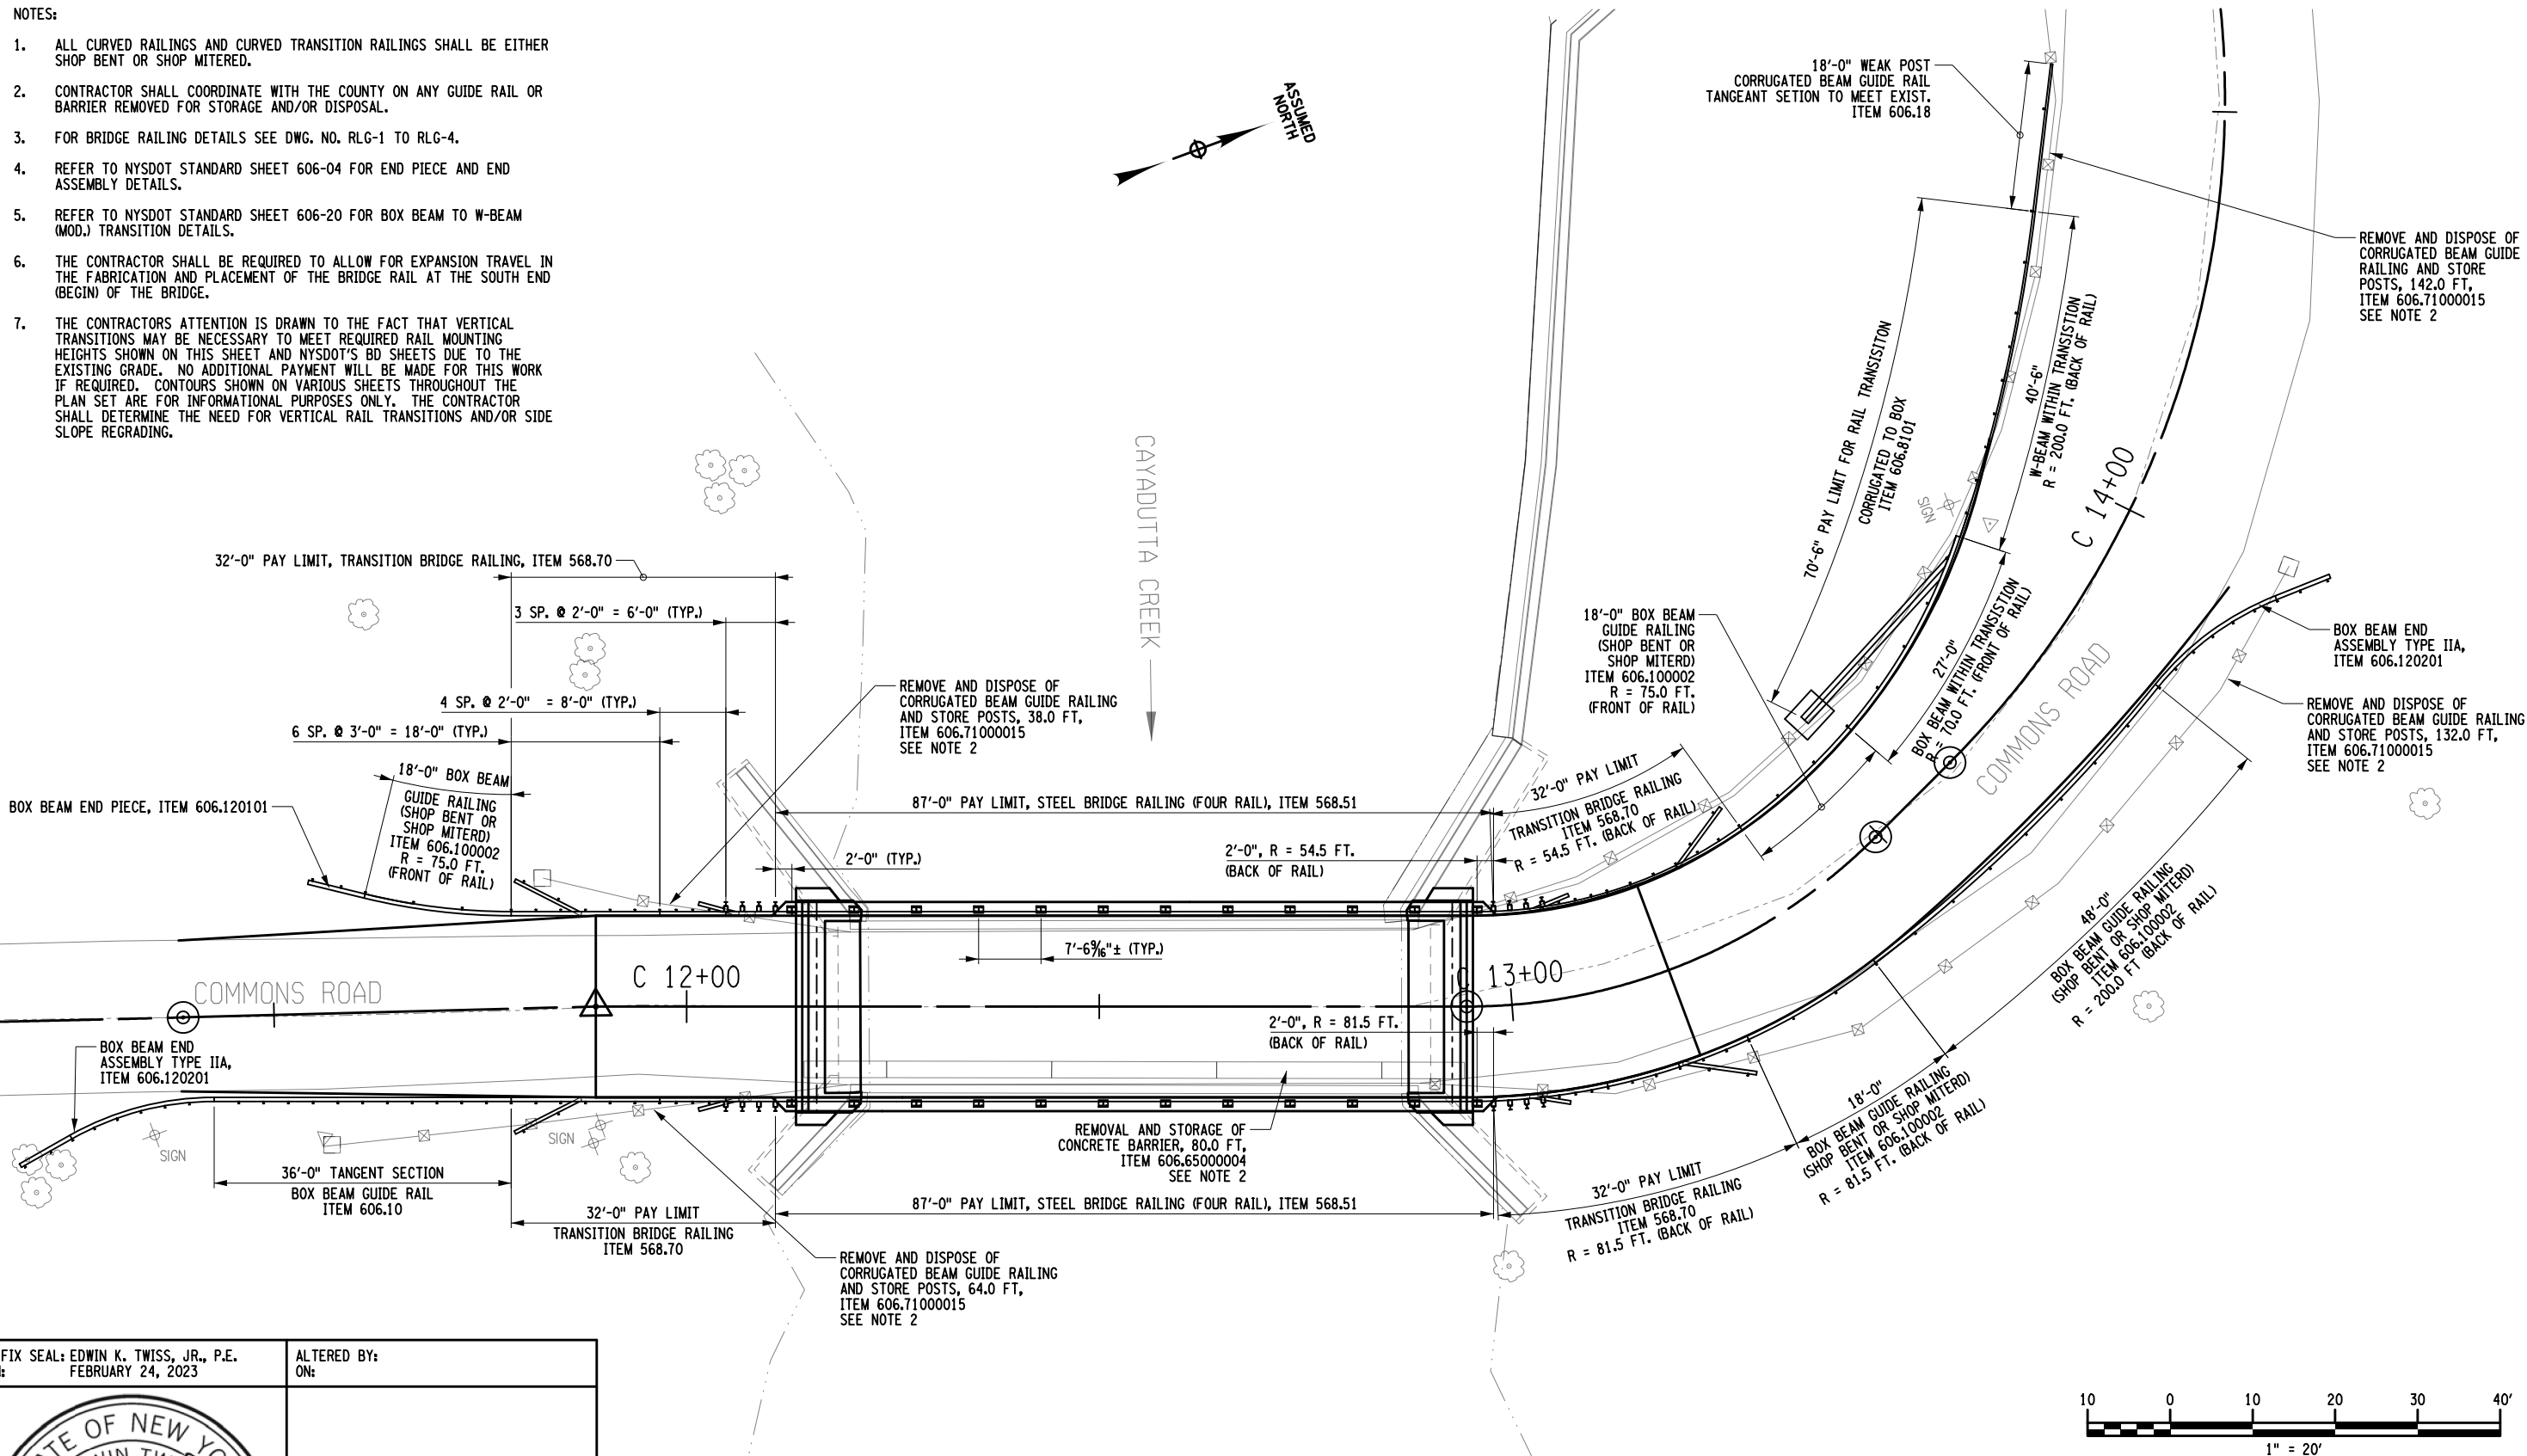 NOTES:
1. ALL CURVED RAILINGS AND CURVED TRANSITION RAILINGS SHALL BE EITHER
SHOP BENT OR SHOP MITERED.
2. CONTRACTOR SHALL COORDINATE WITH THE COUNTY ON ANY GUIDE RAIL OR
BARRIER REMOVED FOR STORAGE AND/OR DISPOSAL.
3. FOR BRIDGE RAILING DETAILS SEE DWG. NO. RLG-1 TO RLG-4.
4. REFER TO NYSDOT STANDARD SHEET 606-04 FOR END PIECE AND END
ASSEMBLY DETAILS.
5. REFER TO NYSDOT STANDARD SHEET 606-20 FOR BOX BEAM TO W-BEAM
(MOD.) TRANSITION DETAILS.
6. THE CONTRACTOR SHALL BE REQUIRED TO ALLOW FOR EXPANSION TRAVEL IN
THE FABRICATION AND PLACEMENT OF THE BRIDGE RAIL AT THE SOUTH END
(BEGIN) OF THE BRIDGE.
7. THE CONTRACTORS ATTENTION IS DRAWN TO THE FACT THAT VERTICAL
TRANSITIONS MAY BE NECESSARY TO MEET REQUIRED RAIL MOUNTING
HEIGHTS SHOWN ON THIS SHEET AND NYSDOT'S BD SHEETS DUE TO THE
EXISTING GRADE. NO ADDITIONAL PAYMENT WILL BE MADE FOR THIS WORK
IF REQUIRED. CONTOURS SHOWN ON VARIOUS SHEETS THROUGHOUT THE
PLAN SET ARE FOR INFORMATIONAL PURPOSES ONLY. THE CONTRACTOR
SHALL DETERMINE THE NEED FOR VERTICAL RAIL TRANSITIONS AND/OR SIDE
SLOPE REGRADING.
ASSUMED
NORTH
18'-0" WEAK POST
CORRUGATED BEAM GUIDE RAIL
TANGEANT SETION TO MEET EXIST.
ITEM 606.18
REMOVE AND DISPOSE OF
CORRUGATED BEAM GUIDE
RAILING AND STORE
POSTS, 142.0 FT,
ITEM 606.71000015
SEE NOTE 2
70'-6" PAY LIMIT FOR RAIL TRANSISITON
CORRUGATED TO BOX
ITEM 606.8101
40'-6"
W-BEAM WITHIN TRANSISTION
R = 200.0 FT. (BACK OF RAIL)
C 14+00
SIGN
CAYADUTTA CREEK
32'-0" PAY LIMIT, TRANSITION BRIDGE RAILING, ITEM 568.70
3 SP. @ 2'-0" = 6'-0" (TYP.)
4 SP. @ 2'-0" = 8'-0" (TYP.)
6 SP. @ 3'-0" = 18'-0" (TYP.)
18'-0" BOX BEAM
GUIDE RAILING
(SHOP BENT OR
SHOP MITERD)
ITEM 606.100002
R = 75.0 FT.
(FRONT OF RAIL)
BOX BEAM END PIECE, ITEM 606.120101
REMOVE AND DISPOSE OF
CORRUGATED BEAM GUIDE RAILING
AND STORE POSTS, 38.0 FT,
ITEM 606.71000015
SEE NOTE 2
18'-0" BOX BEAM
GUIDE RAILING
(SHOP BENT OR
SHOP MITERD)
ITEM 606.100002
R = 75.0 FT.
(FRONT OF RAIL)
27'-0"
BOX BEAM WITHIN TRANSISTION
R = 70.0 FT. (FRONT OF RAIL)
COMMONS ROAD
BOX BEAM END
ASSEMBLY TYPE IIA,
ITEM 606.120201
REMOVE AND DISPOSE OF
CORRUGATED BEAM GUIDE RAILING
AND STORE POSTS, 132.0 FT,
ITEM 606.71000015
SEE NOTE 2
87'-0" PAY LIMIT, STEEL BRIDGE RAILING (FOUR RAIL), ITEM 568.51
32'-0" PAY LIMIT
TRANSITION BRIDGE RAILING
ITEM 568.70
R = 54.5 FT. (BACK OF RAIL)
2'-0" (TYP.)
2'-0", R = 54.5 FT.
(BACK OF RAIL)
7'-6 9/16"± (TYP.)
COMMONS ROAD
C 12+00
C 13+00
2'-0", R = 81.5 FT.
(BACK OF RAIL)
48'-0"
BOX BEAM GUIDE RAILING
(SHOP BENT OR SHOP MITERD)
ITEM 606.100002
R = 200.0 FT (BACK OF RAIL)
BOX BEAM END
ASSEMBLY TYPE IIA,
ITEM 606.120201
SIGN
SIGN
36'-0" TANGENT SECTION
BOX BEAM GUIDE RAIL
ITEM 606.10
32'-0" PAY LIMIT
TRANSITION BRIDGE RAILING
ITEM 568.70
REMOVAL AND STORAGE OF
CONCRETE BARRIER, 80.0 FT,
ITEM 606.65000004
SEE NOTE 2
87'-0" PAY LIMIT, STEEL BRIDGE RAILING (FOUR RAIL), ITEM 568.51
18'-0"
BOX BEAM GUIDE RAILING
(SHOP BENT OR SHOP MITERD)
ITEM 606.100002
R = 81.5 FT. (BACK OF RAIL)
32'-0" PAY LIMIT
TRANSITION BRIDGE RAILING
ITEM 568.70
R = 81.5 FT. (BACK OF RAIL)
REMOVE AND DISPOSE OF
CORRUGATED BEAM GUIDE RAILING
AND STORE POSTS, 64.0 FT,
ITEM 606.71000015
SEE NOTE 2
FIX SEAL: EDWIN K. TWISS, JR., P.E.
FEBRUARY 24, 2023
ALTERED BY:
ON:
OF NEW
10 0 10 20 30 40'
1" = 20'